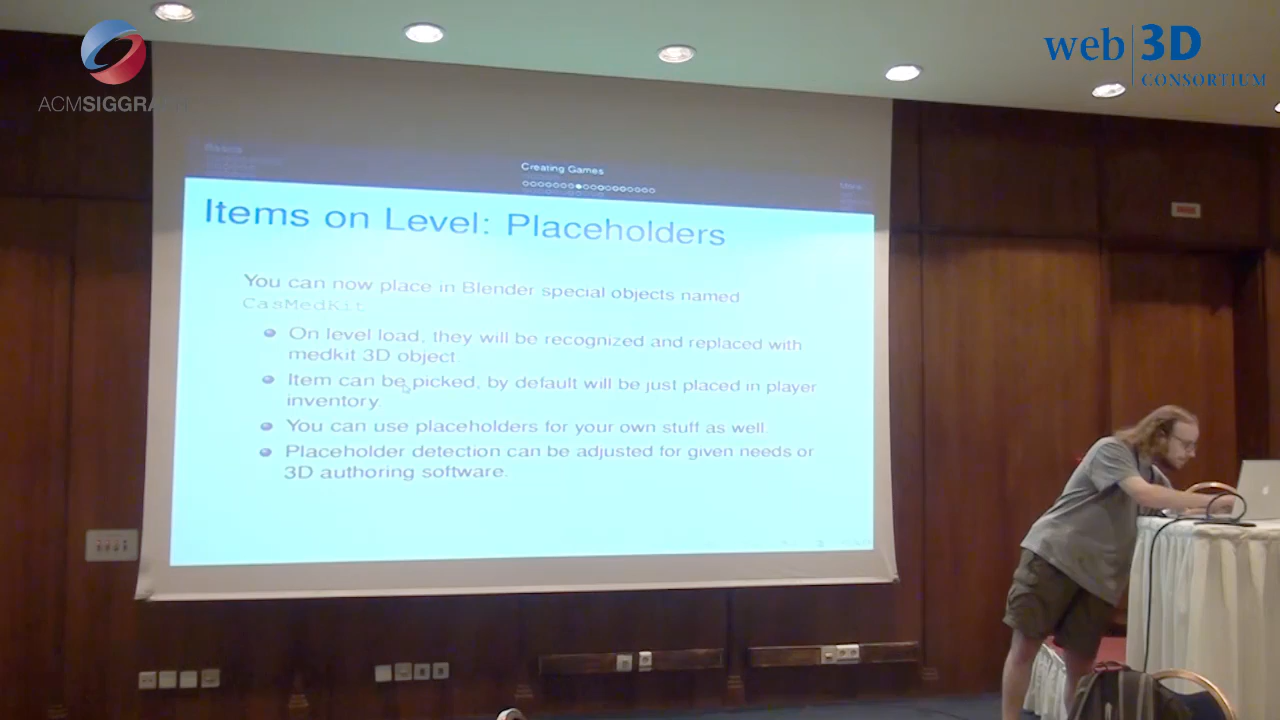 ACMSIGGRAPH
web 3D
CONSORTIUM
Basics
Creating Games
More
Items on Level: Placeholders
You can now place in Blender special objects named
CasMedKit
On level load, they will be recognized and replaced with
medkit 3D object.
Item can be picked, by default will be just placed in player
inventory.
You can use placeholders for your own stuff as well.
Placeholder detection can be adjusted for given needs or
3D authoring software.